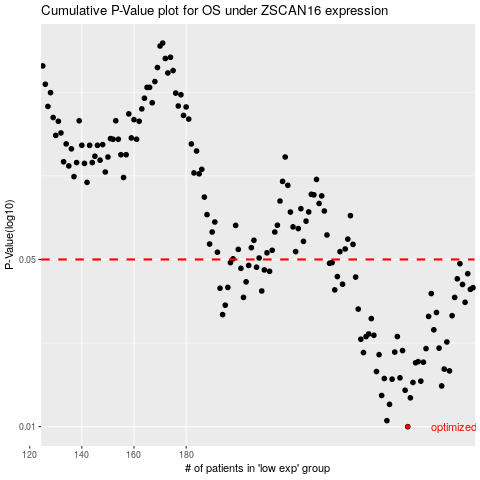 Cumulative P-Value plot for OS under ZSCAN16 expression
P-Value(log10)
0.05
0.01
optimized
120 140 160 180
# of patients in 'low exp' group